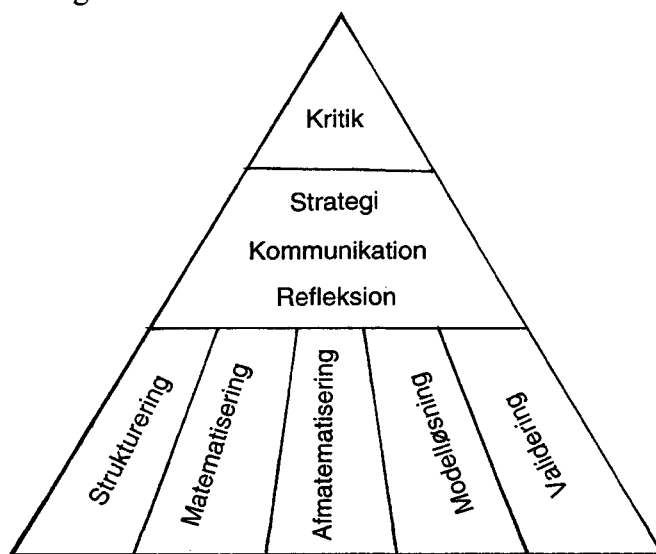 Kritik
Strategi
Kommunikation
Refleksion
Strukturering
Matematisering
Afmatematisering
Modelløsning
Validering